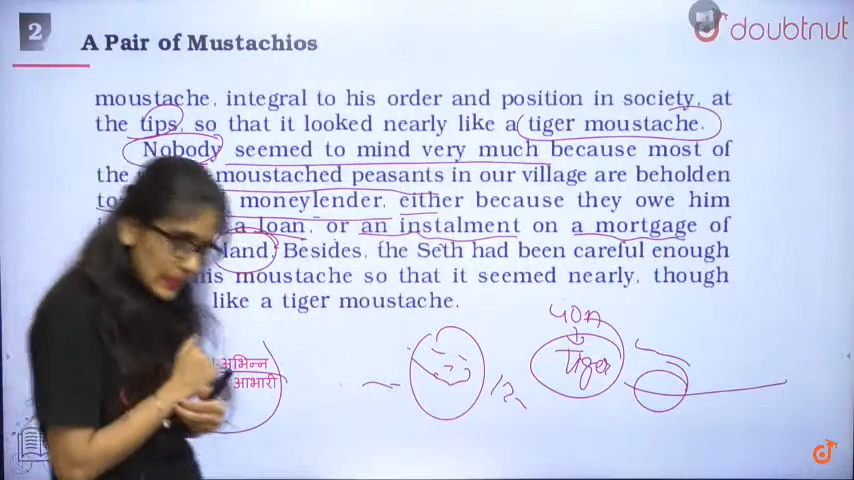 2
A Pair of Mustachios
doubtnut
moustache, integral to his order and position in society, at
the tips, so that it looked nearly like a tiger moustache.
Nobody seemed to mind very much because most of
the moustached peasants in our village are beholden
to moneylender, either because they owe him
a loan, or an instalment on a mortgage of
land. Besides, the Seth had been careful enough
his moustache so that it seemed nearly, though
like a tiger moustache.
अभिन्न
आभारी
Tiger